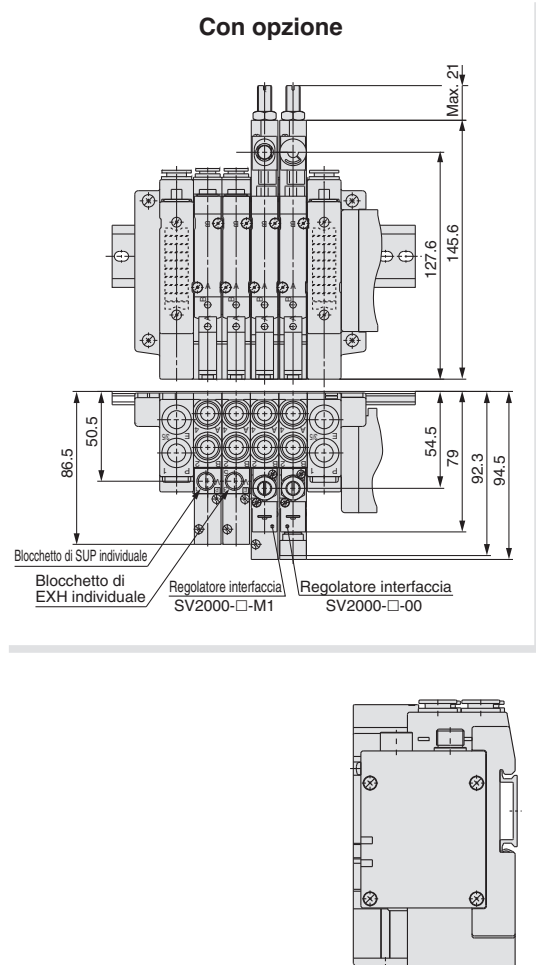 Con opzione
Max. 21
127.6
145.6
B
B
B
B
A
A
A
A
86.5
50.5
54.5
79
92.3
94.5
Blocchetto di SUP individuale
Blocchetto di
EXH individuale
Regolatore interfaccia
SV2000-□-M1
Regolatore interfaccia
SV2000-□-00